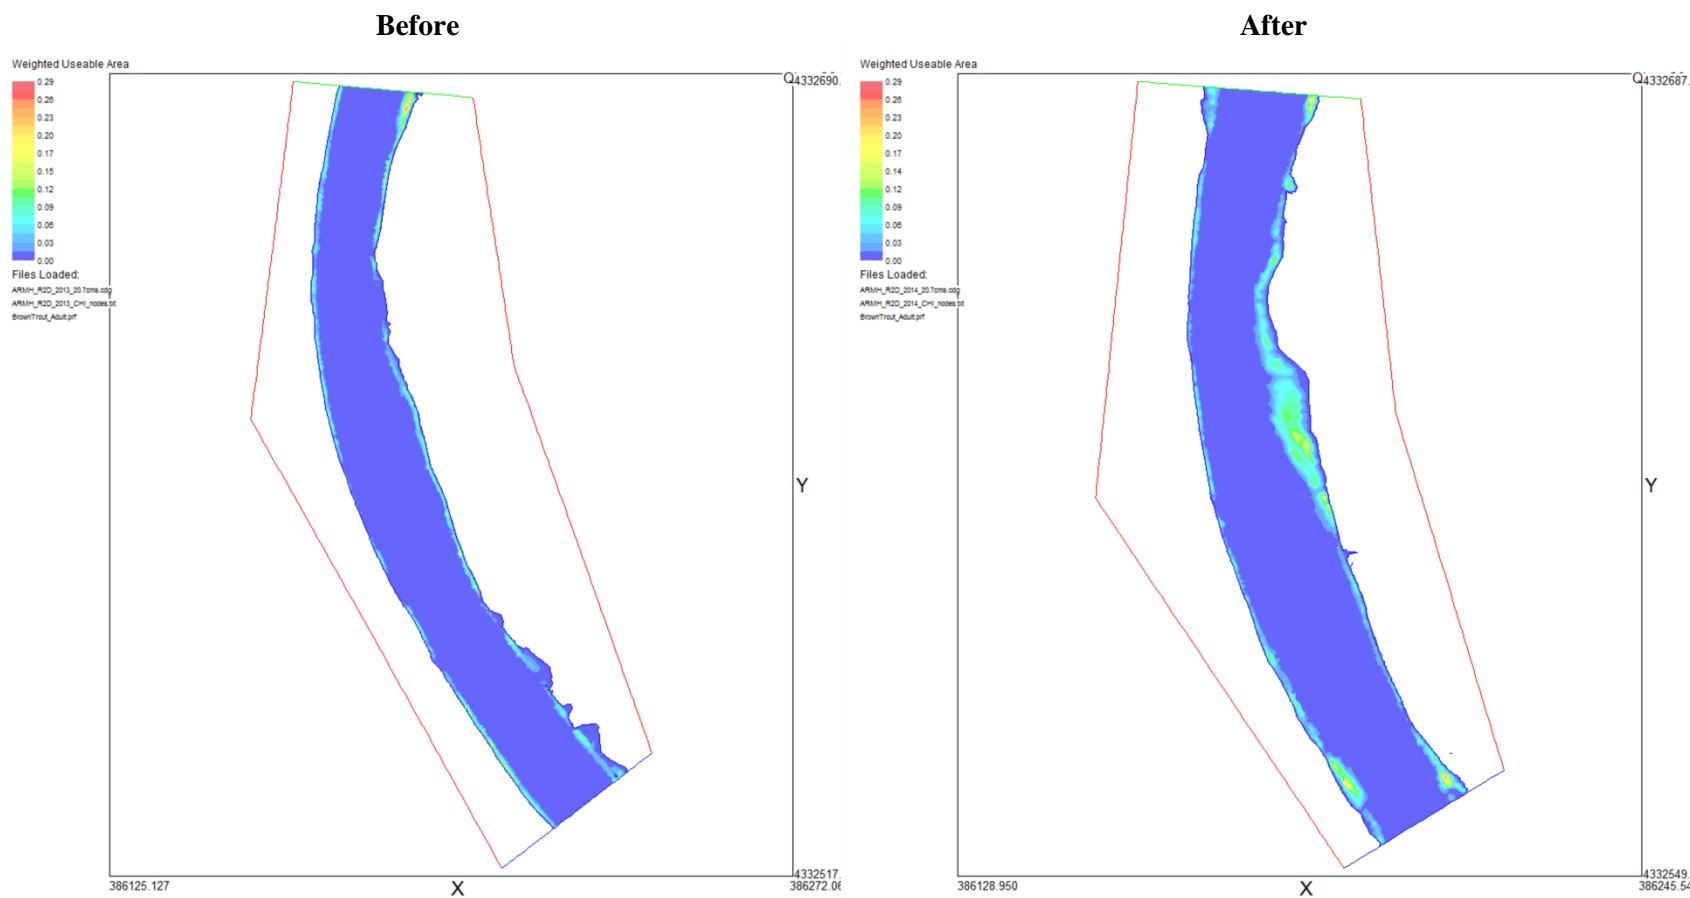 Before
Weighted Useable Area
0.29
0.26
0.23
0.20
0.17
0.15
0.12
0.09
0.06
0.03
0.00
Files Loaded:
ARMH_R2D_2013_20.7cms.cdg
ARMH_R2D_2013_CHI_nodes.txt
BrownTrout_Adult.prf
Q
4332690.
Y
4332517.
386125.127
X
386272.06
After
Weighted Useable Area
0.29
0.26
0.23
0.20
0.17
0.14
0.12
0.09
0.06
0.03
0.00
Files Loaded:
ARMH_R2D_2014_20.7cms.cdg
ARMH_R2D_2014_CHI_nodes.txt
BrownTrout_Adult.prf
Q
4332687.
Y
4332549.
386128.950
X
386245.54